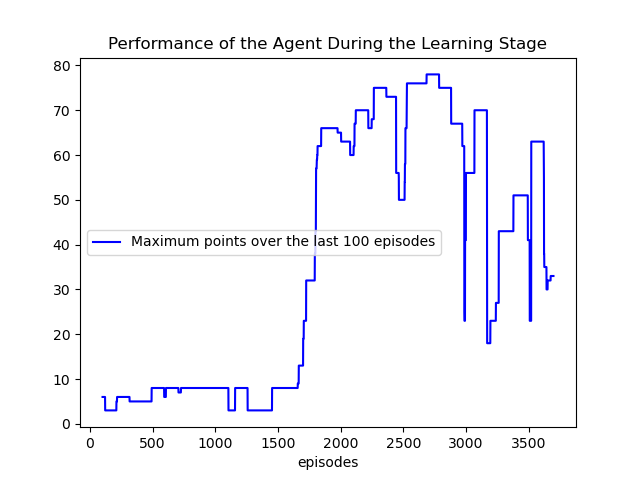 Performance of the Agent During the Learning Stage
80
70
60
50
40
30
20
10
0
Maximum points over the last 100 episodes
0 500 1000 1500 2000 2500 3000 3500
episodes